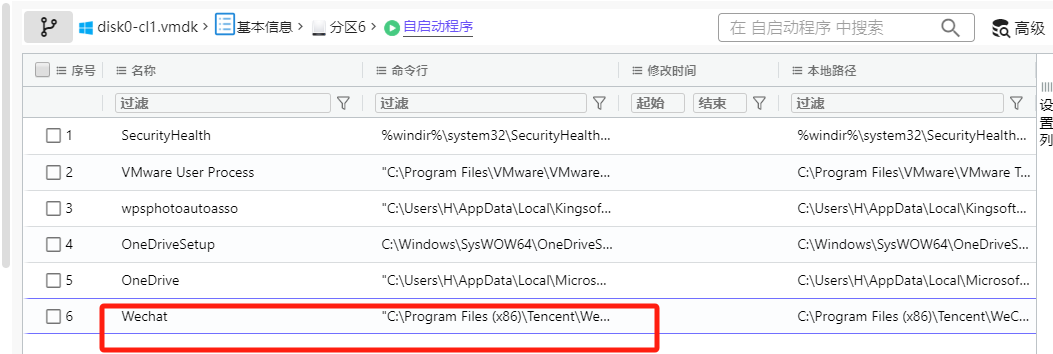 disk0-cl1.vmdk > 基本信息 > 分区6 > 自启动程序 在 自启动程序 中搜索 高级
序号 名称 命令行 修改时间 本地路径
过滤 过滤 起始 结束 过滤
设置列
1 SecurityHealth %windir%\system32\SecurityHealth... %windir%\system32\SecurityHealth...
2 VMware User Process "C:\Program Files\VMware\VMware... C:\Program Files\VMware\VMware T...
3 wpsphotoautoasso "C:\Users\H\AppData\Local\Kingsof... C:\Users\H\AppData\Local\Kingsoft...
4 OneDriveSetup C:\Windows\SysWOW64\OneDriveS... C:\Windows\SysWOW64\OneDriveS...
5 OneDrive "C:\Users\H\AppData\Local\Micros... C:\Users\H\AppData\Local\Microsof...
6 Wechat "C:\Program Files (x86)\Tencent\We... C:\Program Files (x86)\Tencent\WeC...